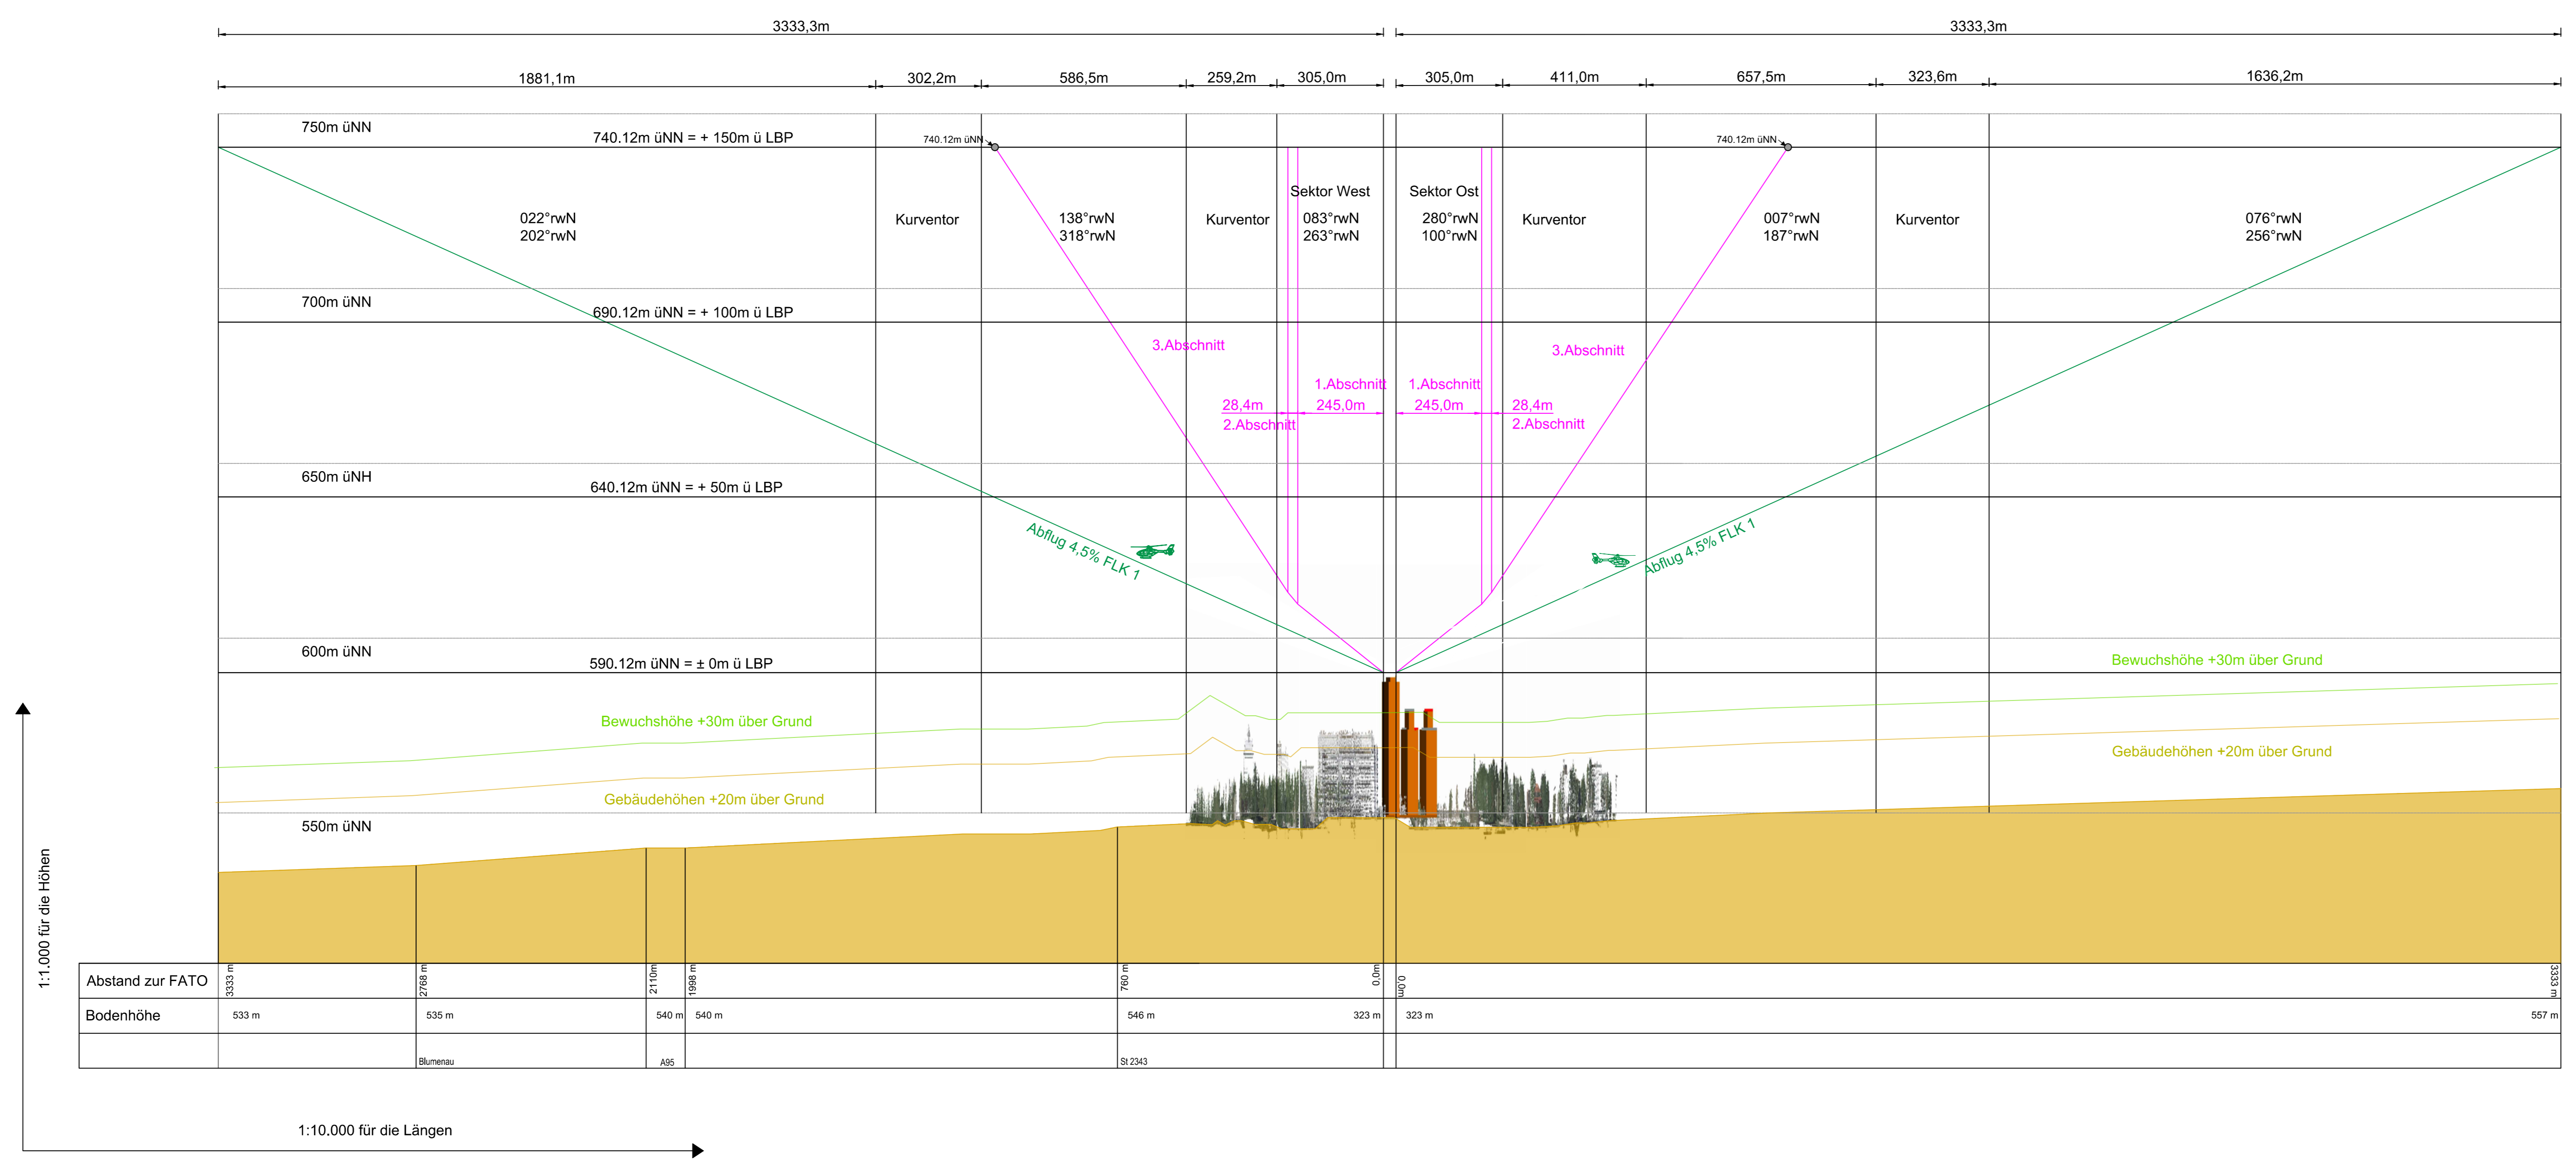 3333,3m 3333,3m
1881,1m 302,2m 586,5m 259,2m 305,0m 305,0m 411,0m 657,5m 323,6m 1636,2m
750m üNN
740.12m üNN = + 150m ü LBP
740.12m üNN 740.12m üNN
Sektor West Sektor Ost
022°rwN Kurventor 138°rwN Kurventor 083°rwN 280°rwN Kurventor 007°rwN Kurventor 076°rwN
202°rwN 318°rwN 263°rwN 100°rwN 187°rwN 256°rwN
700m üNN
690.12m üNN = + 100m ü LBP
3.Abschnitt 3.Abschnitt
1.Abschnitt 1.Abschnitt
28,4m 245,0m 245,0m 28,4m
2.Abschnitt 2.Abschnitt
650m üNH
640.12m üNN = + 50m ü LBP
Abflug 4,5% FLK 1 Abflug 4,5% FLK 1
600m üNN
590.12m üNN = ± 0m ü LBP
Bewuchshöhe +30m über Grund
Bewuchshöhe +30m über Grund
Gebäudehöhen +20m über Grund
Gebäudehöhen +20m über Grund
550m üNN
1:1.000 für die Höhen
Abstand zur FATO 3333 m 2768 m 2110m 1998 m 760 m 0,0m 0,0m 3333 m
Bodenhöhe 533 m 535 m 540 m 540 m 546 m 323 m 323 m 557 m
Blumenau A95 St 2343
1:10.000 für die Längen